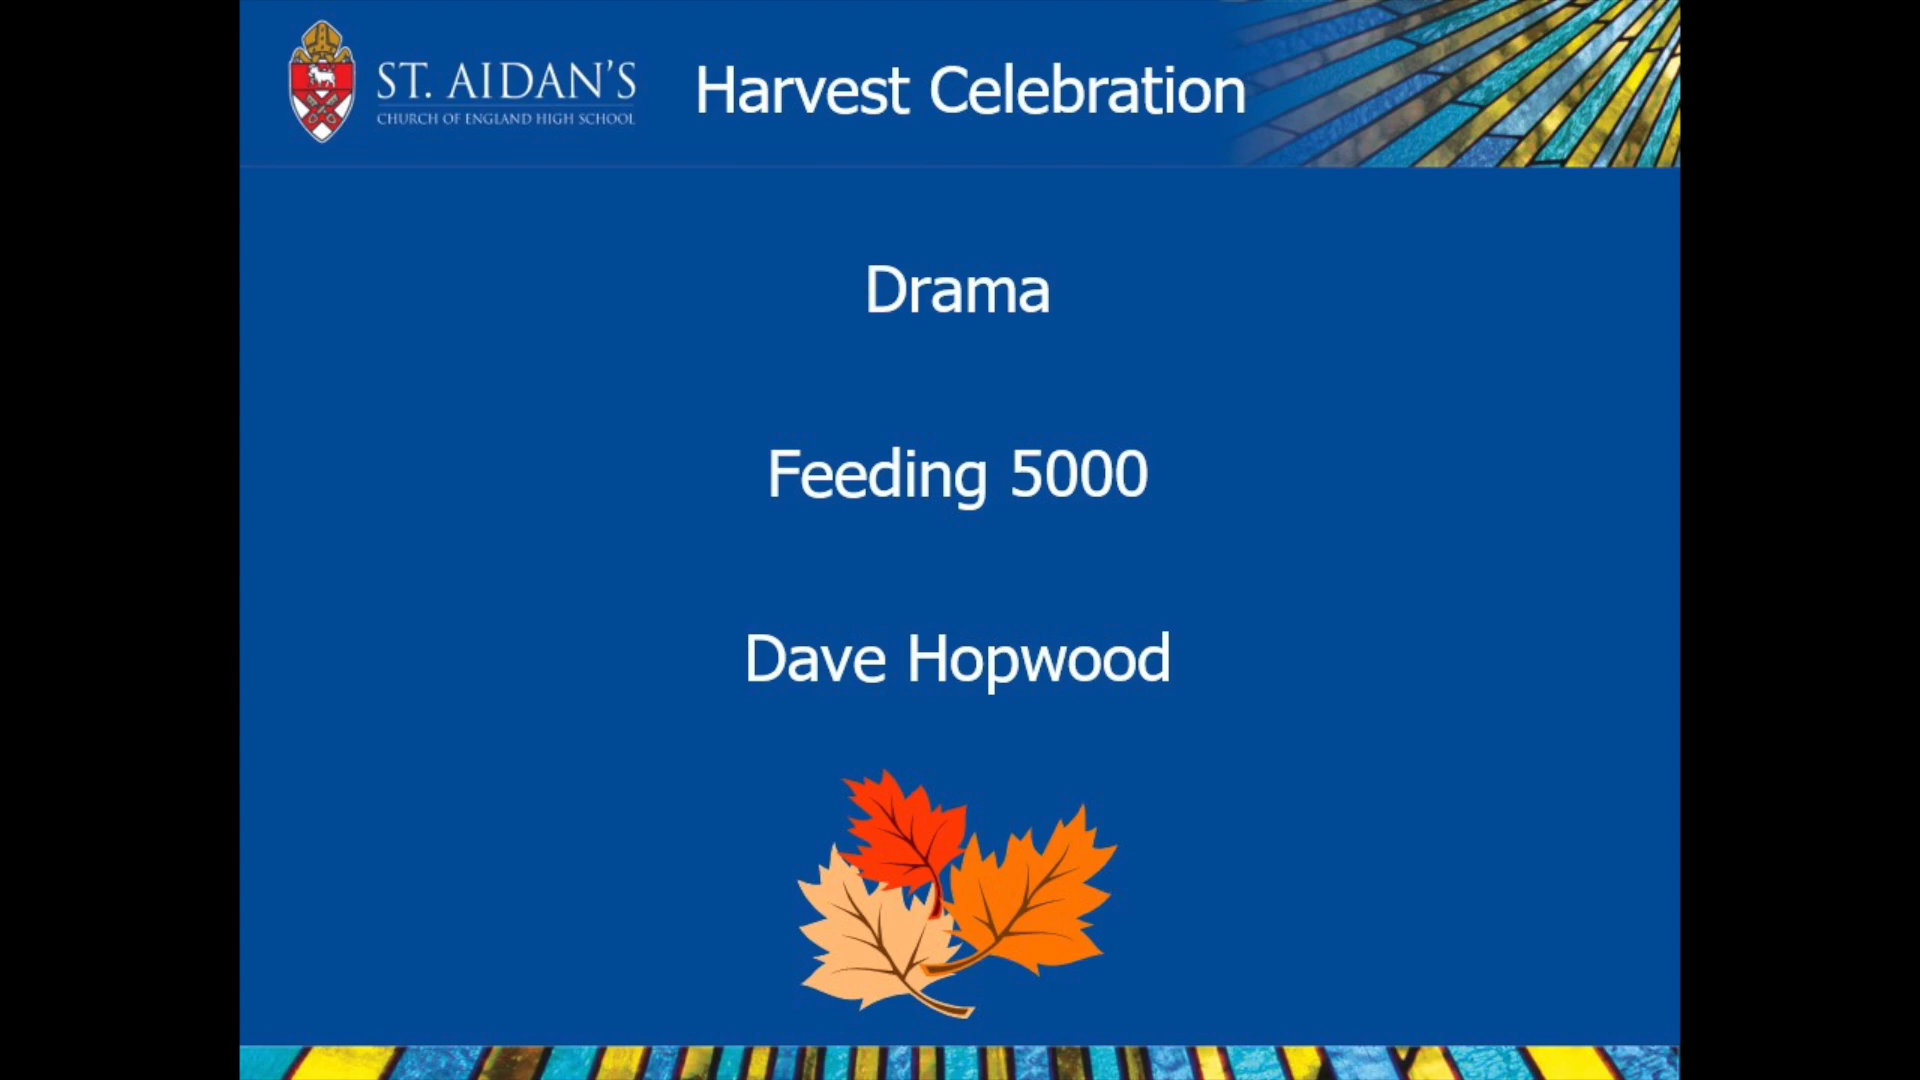 ST. AIDAN'S
CHURCH OF ENGLAND HIGH SCHOOL
Harvest Celebration
Drama
Feeding 5000
Dave Hopwood